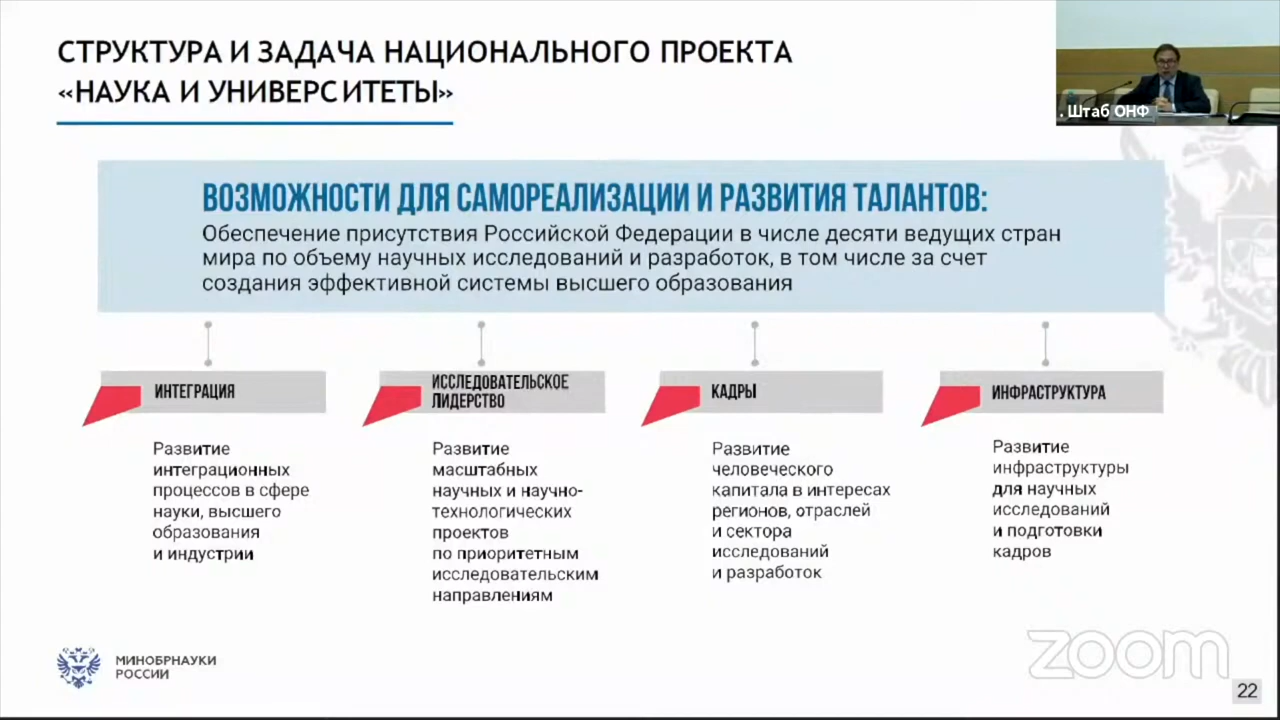 СТРУКТУРА И ЗАДАЧА НАЦИОНАЛЬНОГО ПРОЕКТА
«НАУКА И УНИВЕРСИТЕТЫ»
. Штаб ОНФ
ВОЗМОЖНОСТИ ДЛЯ САМОРЕАЛИЗАЦИИ И РАЗВИТИЯ ТАЛАНТОВ:
Обеспечение присутствия Российской Федерации в числе десяти ведущих стран
мира по объему научных исследований и разработок, в том числе за счет
создания эффективной системы высшего образования
ИНТЕГРАЦИЯ
Развитие
интеграционных
процессов в сфере
науки, высшего
образования
и индустрии
ИССЛЕДОВАТЕЛЬСКОЕ
ЛИДЕРСТВО
Развитие
масштабных
научных и научно-
технологических
проектов
по приоритетным
исследовательским
направлениям
КАДРЫ
Развитие
человеческого
капитала в интересах
регионов, отраслей
и сектора
исследований
и разработок
ИНФРАСТРУКТУРА
Развитие
инфраструктуры
для научных
исследований
и подготовки
кадров
МИНОБРНАУКИ
РОССИИ
zoom
22